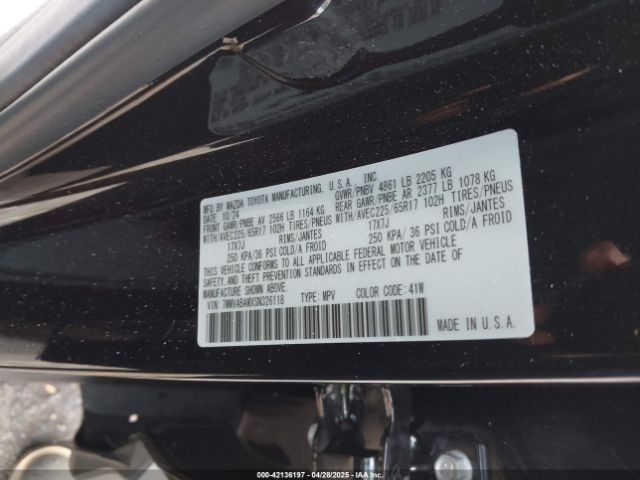 MFD BY MAZDA TOYOTA MANUFACTURING, U.S.A., INC.
DATE 10/24 GVWR/PNBV 4861 LB 2205 KG
FRONT GAWR/PNBE AV 2566 LB 1164 KG REAR GAWR/PNBE AR 2377 LB 1078 KG
WITH/AVEC225/65R17 102H TIRES/PNEUS WITH/AVEC225/65R17 102H TIRES/PNEUS
17X7J RIMS/JANTES 17X7J RIMS/JANTES
250 KPA/36 PSI COLD/A FROID 250 KPA/36 PSI COLD/A FROID
THIS VEHICLE CONFORMS TO ALL APPLICABLE FEDERAL MOTOR VEHICLE
SAFETY, AND THEFT PREVENTION STANDARDS IN EFFECT ON THE DATE OF
MANUFACTURE SHOWN ABOVE.
VIN: 7MMVABAMXSN326118 TYPE: MPV COLOR CODE: 41W
MADE IN U.S.A.
000-42136197 - 04/28/2025 - IAA Inc.